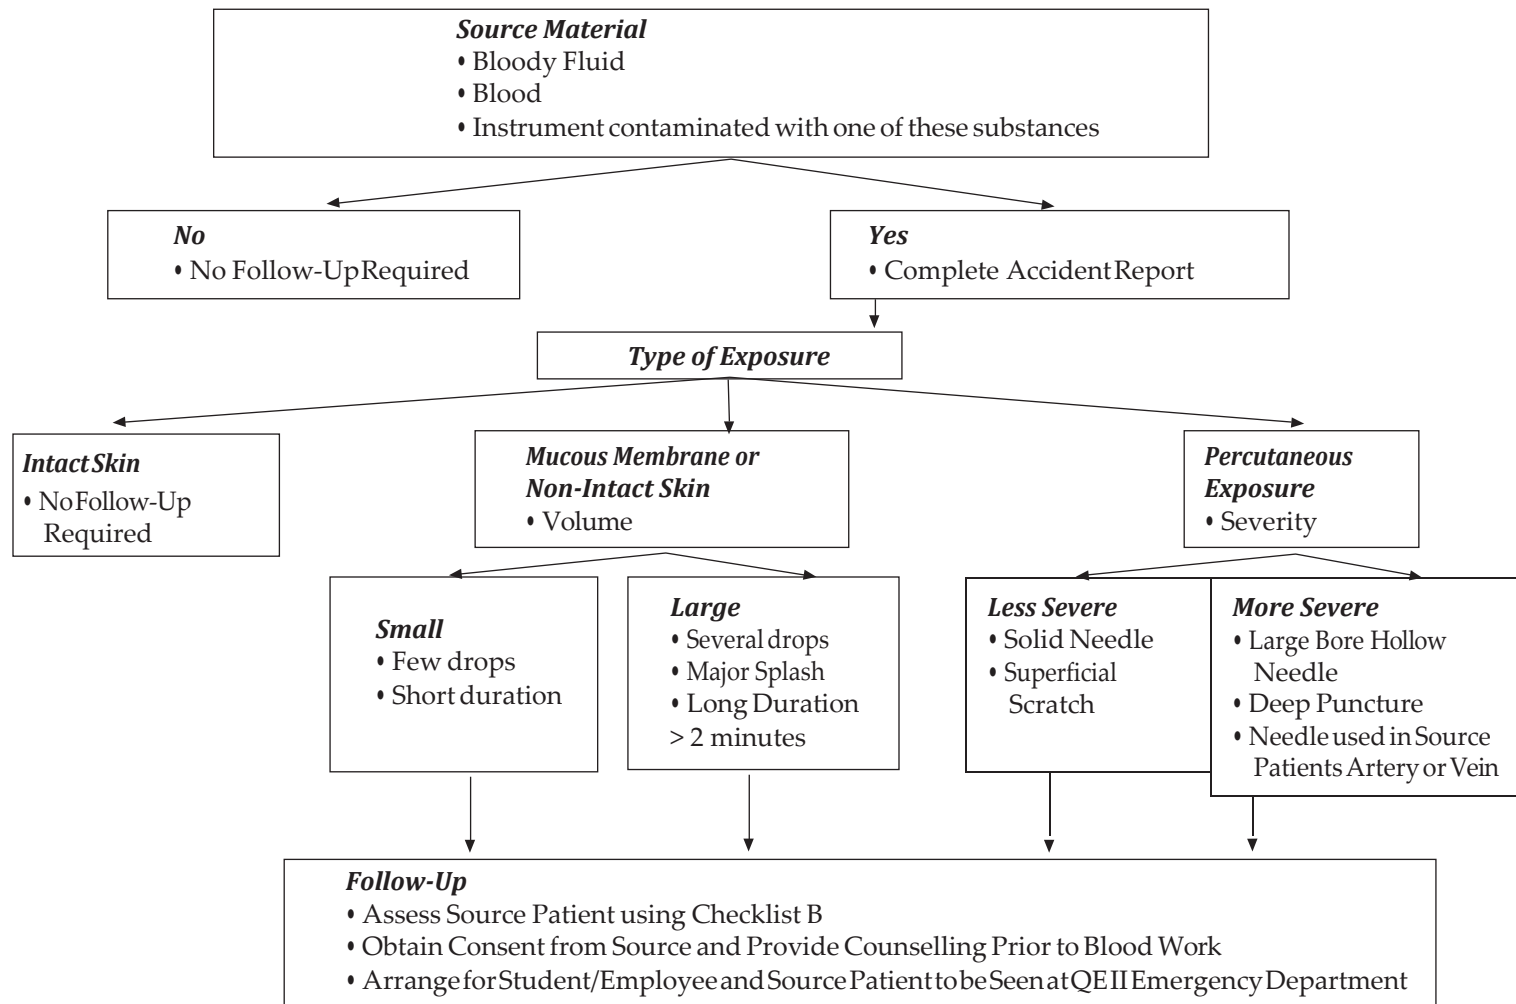 Source Material
• Bloody Fluid
• Blood
• Instrument contaminated with one of these substances
No
• No Follow-Up Required
Yes
• Complete Accident Report
Type of Exposure
Intact Skin
• No Follow-Up
Required
Mucous Membrane or
Non-Intact Skin
• Volume
Percutaneous
Exposure
• Severity
Small
• Few drops
• Short duration
Large
• Several drops
• Major Splash
• Long Duration
> 2 minutes
Less Severe
• Solid Needle
• Superficial
Scratch
More Severe
• Large Bore Hollow
Needle
• Deep Puncture
• Needle used in Source
Patients Artery or Vein
Follow-Up
• Assess Source Patient using Checklist B
• Obtain Consent from Source and Provide Counselling Prior to Blood Work
• Arrange for Student/Employee and Source Patient to be Seen at QEII Emergency Department